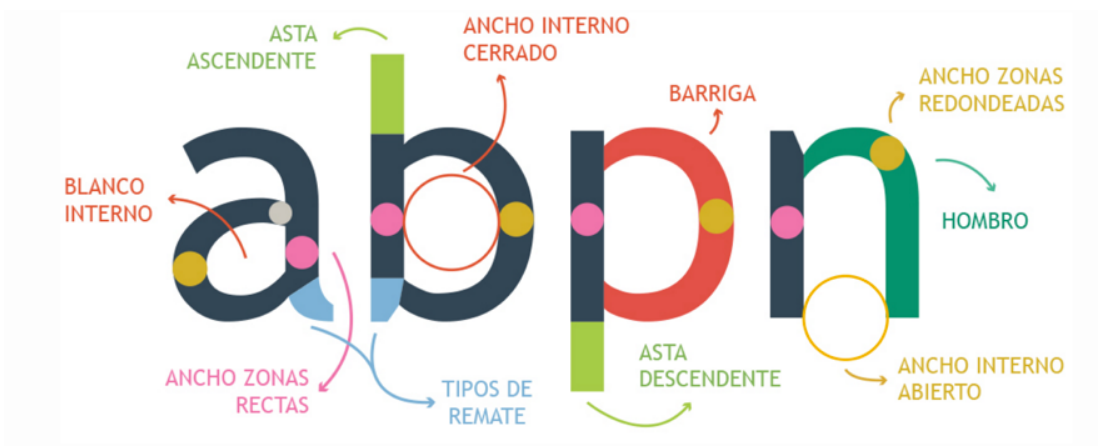 ASTA
ASCENDENTE
ANCHO INTERNO
CERRADO
BARRIGA
ANCHO ZONAS
REDONDEADAS
BLANCO
INTERNO
abpn
HOMBRO
ANCHO ZONAS
RECTAS
TIPOS DE
REMATE
ASTA
DESCENDENTE
ANCHO INTERNO
ABIERTO